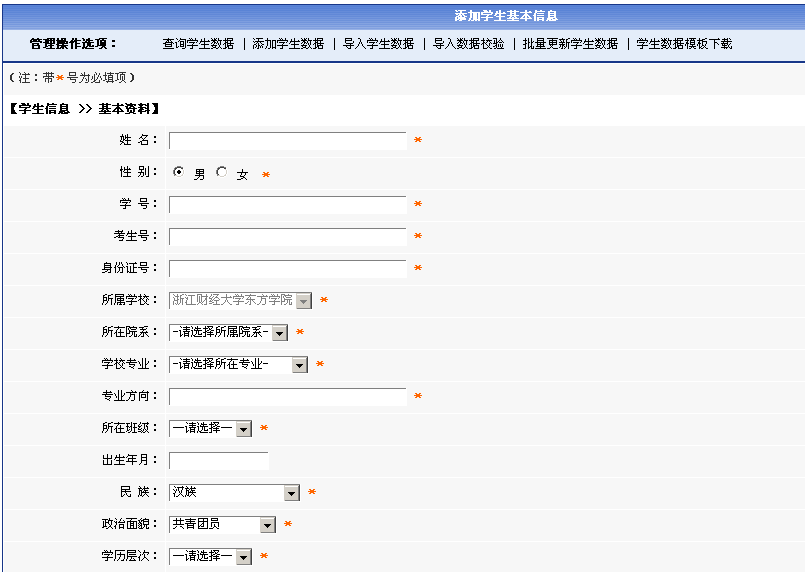 添加学生基本信息
管理操作选项： 查询学生数据 | 添加学生数据 | 导入学生数据 | 导入数据校验 | 批量更新学生数据 | 学生数据模板下载
（注：带*号为必填项）
【学生信息 >> 基本资料】
姓 名： *
性 别： 男 女 *
学 号： *
考生号： *
身份证号： *
所属学校： 浙江财经大学东方学院 *
所在院系： -请选择所属院系- *
学校专业： -请选择所在专业- *
专业方向： *
所在班级： —请选择— *
出生年月：
民 族： 汉族 *
政治面貌： 共青团员 *
学历层次： —请选择— *